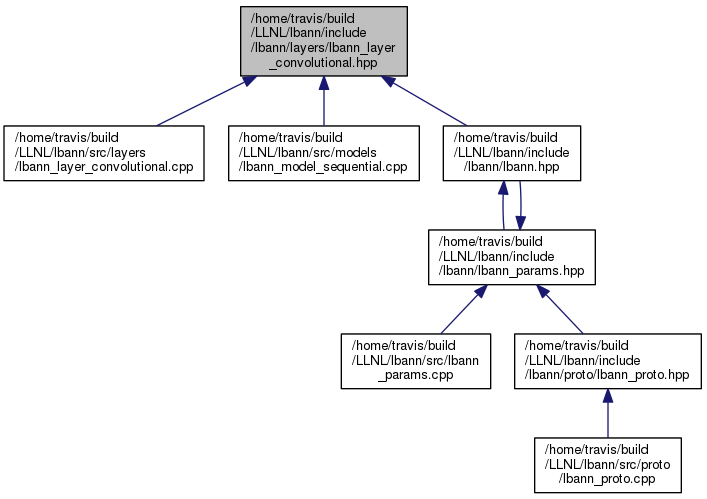 /home/travis/build
/LLNL/lbann/include
/lbann/layers/lbann_layer
_convolutional.hpp
/home/travis/build
/LLNL/lbann/src/layers
/lbann_layer_convolutional.cpp
/home/travis/build
/LLNL/lbann/src/models
/lbann_model_sequential.cpp
/home/travis/build
/LLNL/lbann/include
/lbann/lbann.hpp
/home/travis/build
/LLNL/lbann/include
/lbann/lbann_params.hpp
/home/travis/build
/LLNL/lbann/src/lbann
_params.cpp
/home/travis/build
/LLNL/lbann/include
/lbann/proto/lbann_proto.hpp
/home/travis/build
/LLNL/lbann/src/proto
/lbann_proto.cpp